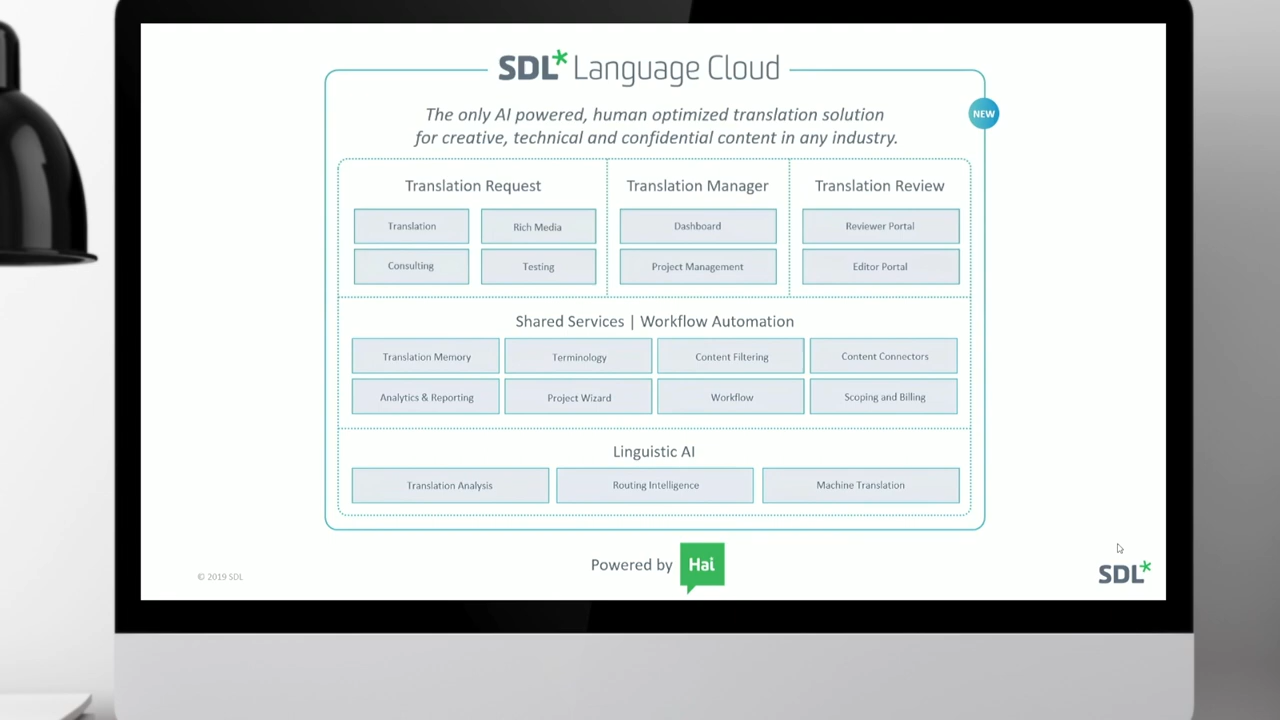 SDL* Language Cloud
The only AI powered, human optimized translation solution
for creative, technical and confidential content in any industry.
NEW
Translation Request
Translation Manager
Translation Review
Translation
Rich Media
Dashboard
Reviewer Portal
Consulting
Testing
Project Management
Editor Portal
Shared Services | Workflow Automation
Translation Memory
Terminology
Content Filtering
Content Connectors
Analytics & Reporting
Project Wizard
Workflow
Scoping and Billing
Linguistic AI
Translation Analysis
Routing Intelligence
Machine Translation
Powered by Hai
© 2019 SDL
SDL*